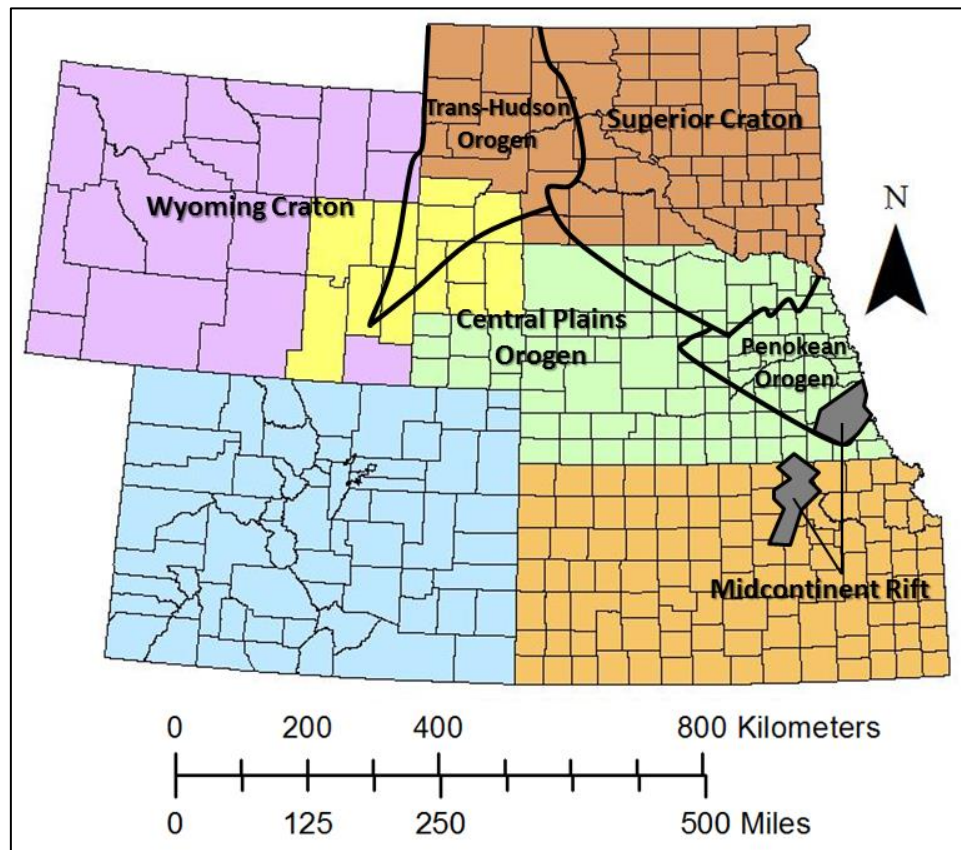 Trans-Hudson
Orogen
Superior Craton
Wyoming Craton
N
Central Plains
Orogen
Penokean
Orogen
Midcontinent Rift
0 200 400 800 Kilometers
0 125 250 500 Miles